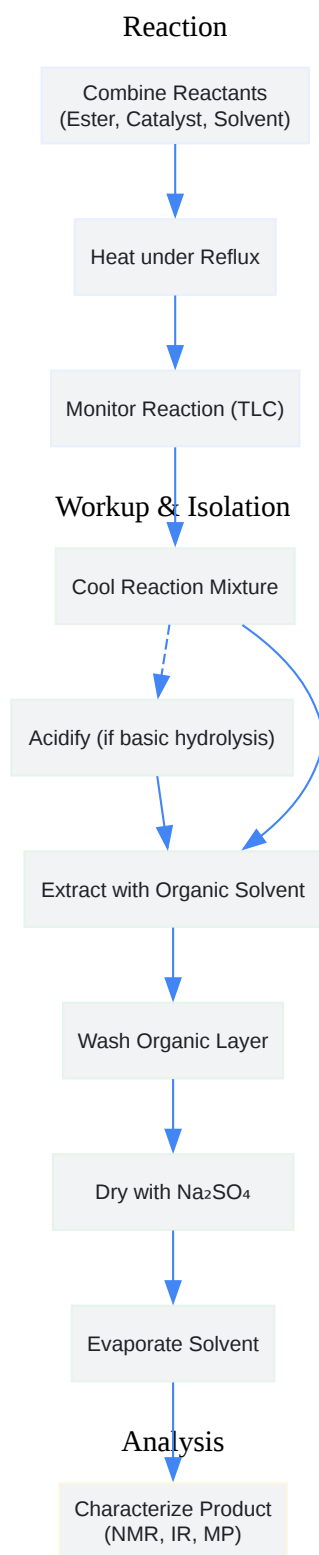 Reaction
Combine Reactants
(Ester, Catalyst, Solvent)
Heat under Reflux
Monitor Reaction (TLC)
Workup & Isolation
Cool Reaction Mixture
Acidify (if basic hydrolysis)
Extract with Organic Solvent
Wash Organic Layer
Dry with Na₂SO₄
Evaporate Solvent
Analysis
Characterize Product
(NMR, IR, MP)